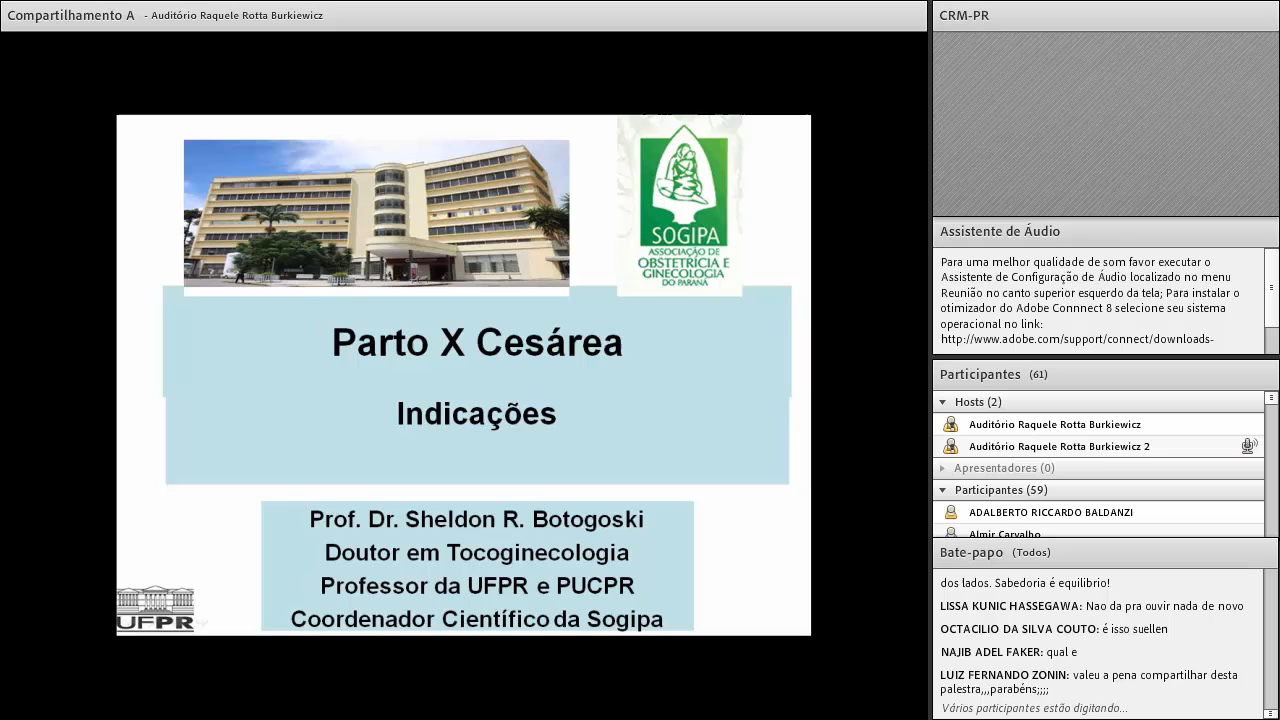 Compartilhamento A - Auditório Raquele Rotta Burkiewicz
SOGIPA
ASSOCIAÇÃO DE
OBSTETRÍCIA E
GINECOLOGIA
DO PARANÁ
Parto X Cesárea
Indicações
Prof. Dr. Sheldon R. Botogoski
Doutor em Tocoginecologia
Professor da UFPR e PUCPR
Coordenador Científico da Sogipa
UFPR
CRM-PR
Assistente de Áudio
Para uma melhor qualidade de som favor executar o
Assistente de Configuração de Áudio localizado no menu
Reunião no canto superior esquerdo da tela; Para instalar o
otimizador do Adobe Connnect 8 selecione seu sistema
operacional no link:
http://www.adobe.com/support/connect/downloads-
Participantes (61)
Hosts (2)
Auditório Raquele Rotta Burkiewicz
Auditório Raquele Rotta Burkiewicz 2
Apresentadores (0)
Participantes (59)
ADALBERTO RICCARDO BALDANZI
Almir Carvalho
Bate-papo (Todos)
dos lados. Sabedoria é equilibrio!
LISSA KUNIC HASSEGAWA: Nao da pra ouvir nada de novo
OCTACILIO DA SILVA COUTO: é isso suellen
NAJIB ADEL FAKER: qual e
LUIZ FERNANDO ZONIN: valeu a pena compartilhar desta
palestra,,,parabéns;;;;
Vários participantes estão digitando...